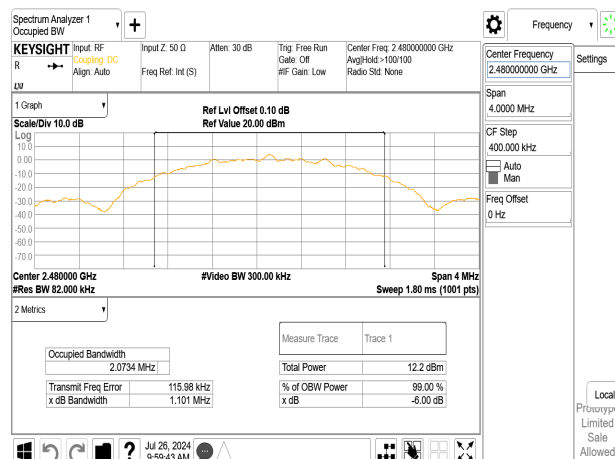 Spectrum Analyzer 1
Occupied BW
Frequency
KEYSIGHT
R
Input: RF
Coupling: DC
Align: Auto
Input Z: 50 Ω
Freq Ref: Int (S)
Atten: 30 dB
Trig: Free Run
Gate: Off
#IF Gain: Low
Center Freq: 2.480000000 GHz
Avg|Hold:>100/100
Radio Std: None
Center Frequency
2.480000000 GHz
Settings
Span
4.0000 MHz
CF Step
400.000 kHz
Auto
Man
Freq Offset
0 Hz
1 Graph
Scale/Div 10.0 dB
Ref Lvl Offset 0.10 dB
Ref Value 20.00 dBm
Log
10.0
0.00
-10.0
-20.0
-30.0
-40.0
-50.0
-60.0
-70.0
Center 2.480000 GHz
#Res BW 82.000 kHz
#Video BW 300.00 kHz
Span 4 MHz
Sweep 1.80 ms (1001 pts)
2 Metrics
Measure Trace Trace 1
Occupied Bandwidth
2.0734 MHz
Total Power 12.2 dBm
Transmit Freq Error 115.98 kHz
% of OBW Power 99.00 %
x dB Bandwidth 1.101 MHz
x dB -6.00 dB
Local
Prototype
Limited
Sale
Allowed
?
Jul 26, 2024
9:59:43 AM